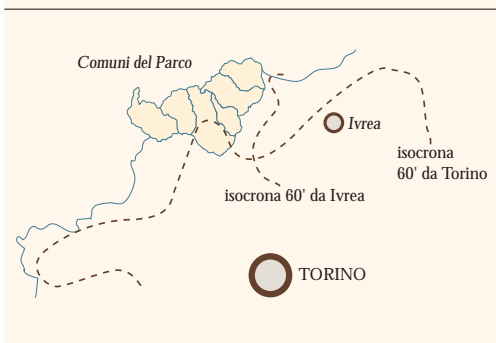 Comuni del Parco
Ivrea
isocrona
60' da Torino
isocrona 60' da Ivrea
TORINO